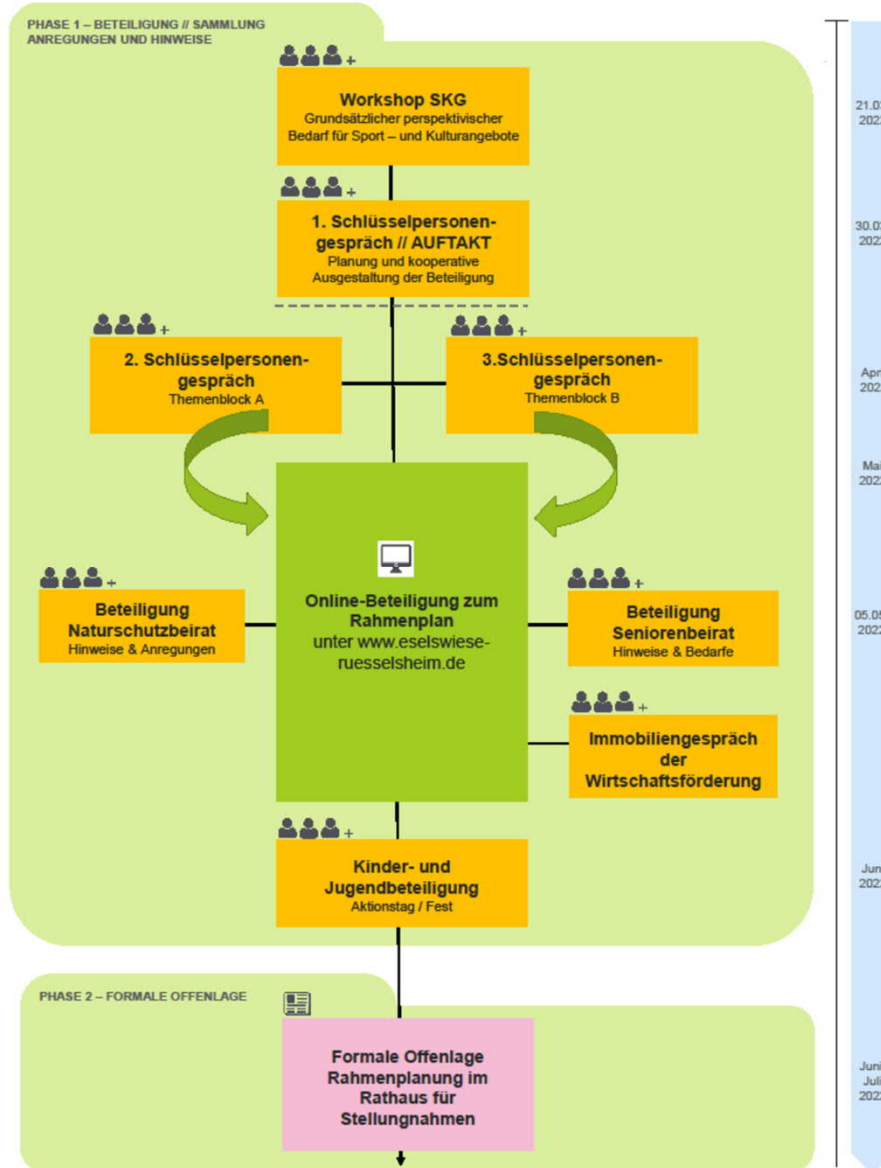 PHASE 1 – BETEILIGUNG // SAMMLUNG
ANREGUNGEN UND HINWEISE
Workshop SKG
Grundsätzlicher perspektivischer
Bedarf für Sport – und Kulturangebote
1. Schlüsselpersonen-
gespräch // AUFTAKT
Planung und kooperative
Ausgestaltung der Beteiligung
2. Schlüsselpersonen-
gespräch
Themenblock A
3.Schlüsselpersonen-
gespräch
Themenblock B
Online-Beteiligung zum
Rahmenplan
unter www.eselswiese-
ruesselsheim.de
Beteiligung
Naturschutzbeirat
Hinweise & Anregungen
Beteiligung
Seniorenbeirat
Hinweise & Bedarfe
Immobiliengespräch
der
Wirtschaftsförderung
Kinder- und
Jugendbeteiligung
Aktionstag / Fest
PHASE 2 – FORMALE OFFENLAGE
Formale Offenlage
Rahmenplanung im
Rathaus für
Stellungnahmen
Mai
Juni
Juli